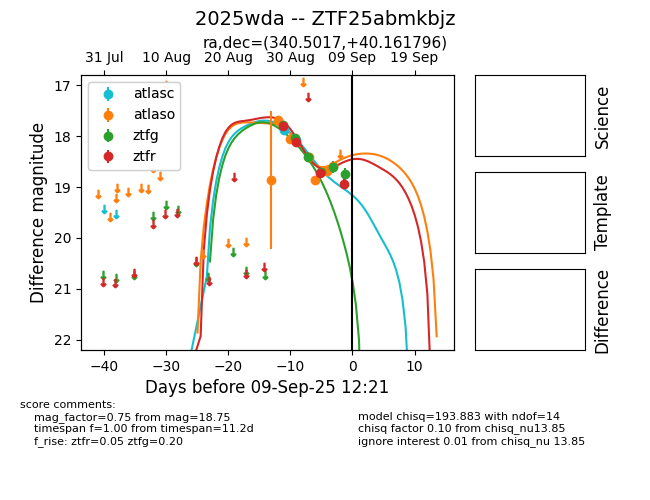 2025wda -- ZTF25abmkbjz
ra,dec=(340.5017,+40.161796)
31 Jul 10 Aug 20 Aug 30 Aug 09 Sep 19 Sep
17
18
19
20
21
22
Difference magnitude
atlasc
atlaso
ztfg
ztfr
−40 −30 −20 −10 0 10
Days before 09-Sep-25 12:21
Science
Template
Difference
score comments:
mag_factor=0.75 from mag=18.75
timespan f=1.00 from timespan=11.2d
f_rise: ztfr=0.05 ztfg=0.20
model chisq=193.883 with ndof=14
chisq factor 0.10 from chisq_nu13.85
ignore interest 0.01 from chisq_nu 13.85